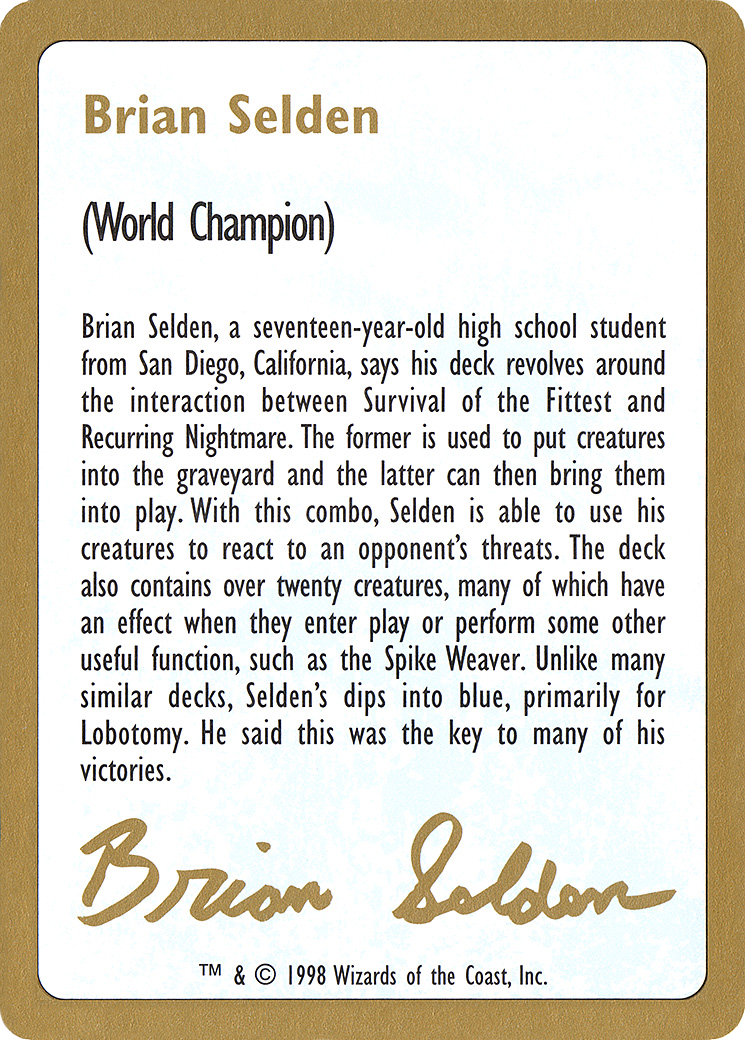 Brian Selden
(World Champion)
Brian Selden, a seventeen-year-old high school student
from San Diego, California, says his deck revolves around
the interaction between Survival of the Fittest and
Recurring Nightmare. The former is used to put creatures
into the graveyard and the latter can then bring them
into play. With this combo, Selden is able to use his
creatures to react to an opponent's threats. The deck
also contains over twenty creatures, many of which have
an effect when they enter play or perform some other
useful function, such as the Spike Weaver. Unlike many
similar decks, Selden's dips into blue, primarily for
Lobotomy. He said this was the key to many of his
victories.
Brian Selden
™ & © 1998 Wizards of the Coast, Inc.